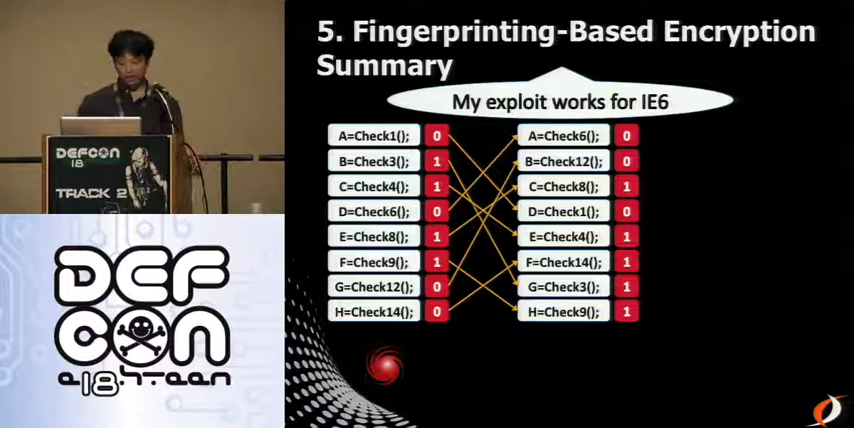 5. Fingerprinting-Based Encryption
Summary
My exploit works for IE6
A=Check1(); 0
B=Check3(); 1
C=Check4(); 1
D=Check6(); 0
E=Check8(); 1
F=Check9(); 1
G=Check12(); 0
H=Check14(); 0
A=Check6(); 0
B=Check12(); 0
C=Check8(); 1
D=Check1(); 0
E=Check4(); 1
F=Check14(); 1
G=Check3(); 1
H=Check9(); 1
DEFCON
18
TRACK 2
DEF
CON
e18.hteen